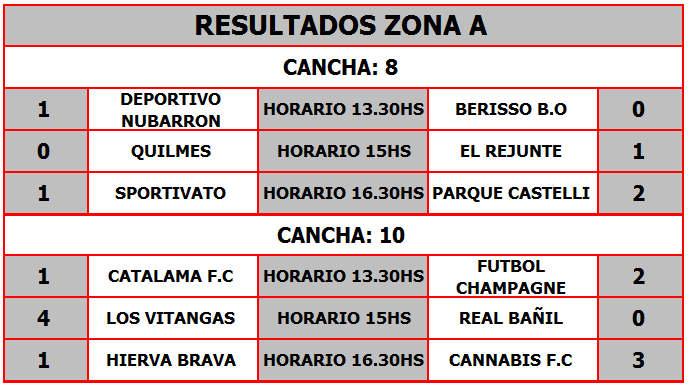 RESULTADOS ZONA A
CANCHA: 8
1 DEPORTIVO NUBARRON HORARIO 13.30HS BERISSO B.O 0
0 QUILMES HORARIO 15HS EL REJUNTE 1
1 SPORTIVATO HORARIO 16.30HS PARQUE CASTELLI 2
CANCHA: 10
1 CATALAMA F.C HORARIO 13.30HS FUTBOL CHAMPAGNE 2
4 LOS VITANGAS HORARIO 15HS REAL BAÑIL 0
1 HIERVA BRAVA HORARIO 16.30HS CANNABIS F.C 3